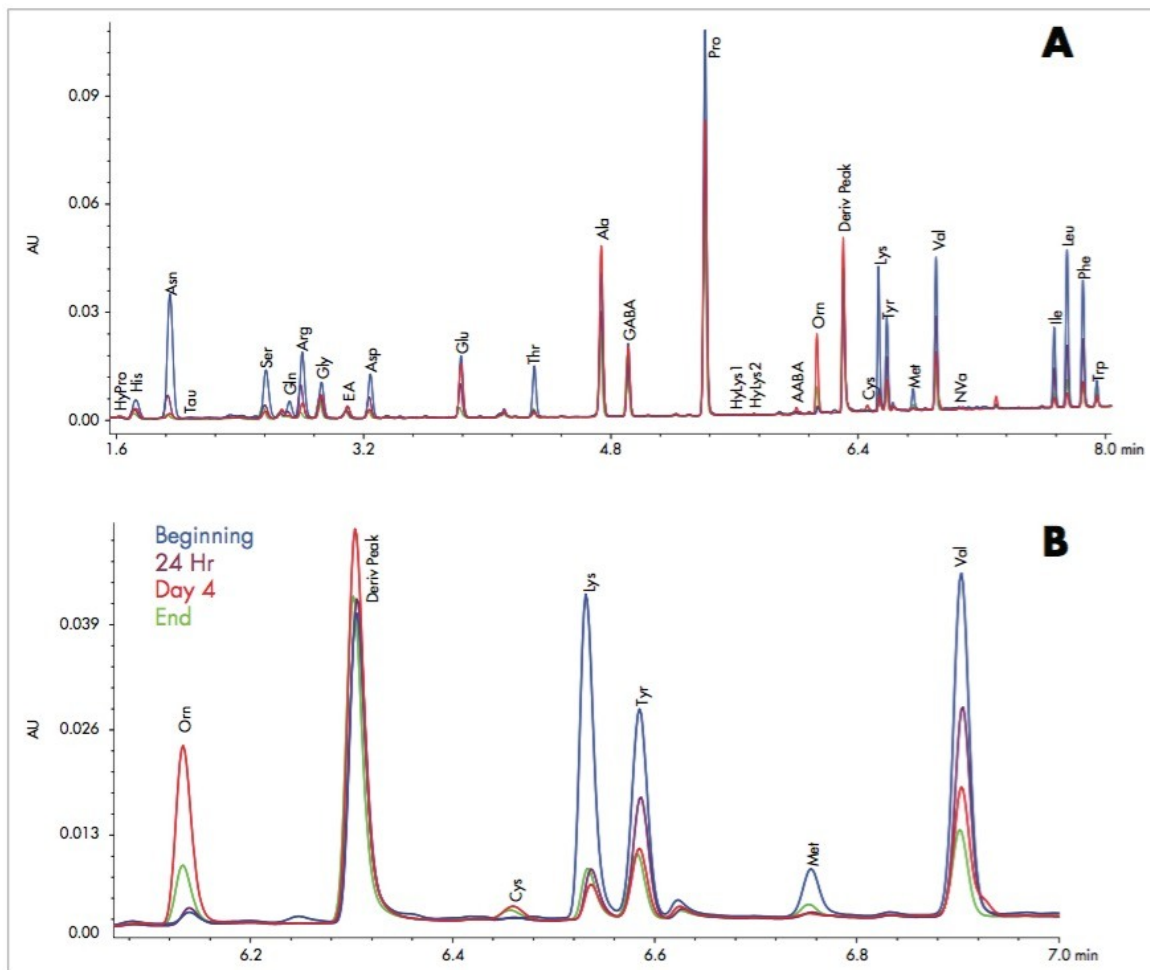 A
0.09
0.06
0.03
0.00
AU
HyPro
His
Asn
Tau
Ser
Gln
Arg
Gly
EA
Asp
Glu
Thr
Ala
GABA
Pro
HyLys1
HyLys2
AABA
Orn
Deriv Peak
Cys
Lys
Tyr
Met
Val
NVa
Ile
Leu
Phe
Trp
1.6 3.2 4.8 6.4 8.0 min
B
Beginning
24 Hr
Day 4
End
0.039
0.026
0.013
0.00
AU
Orn
Deriv Peak
Cys
Lys
Tyr
Met
Val
6.2 6.4 6.6 6.8 7.0 min